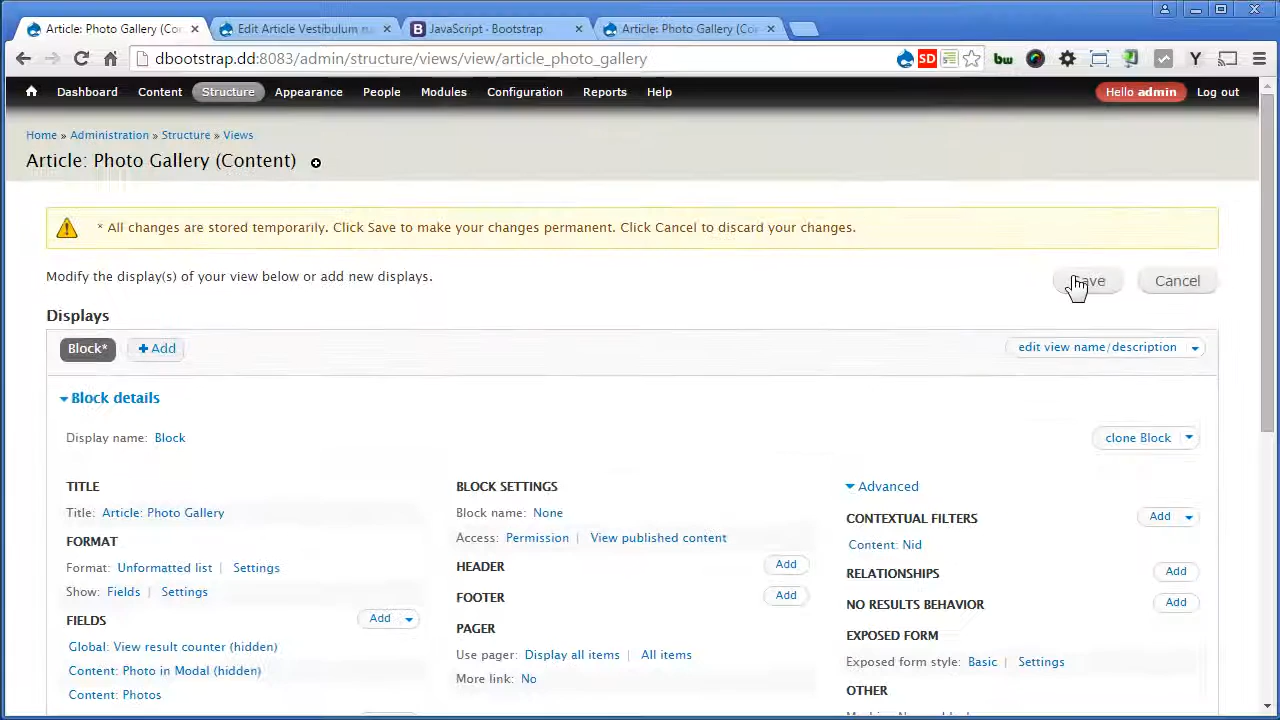 Article: Photo Gallery (Co
Edit Article Vestibulum n
JavaScript · Bootstrap
Article: Photo Gallery (Co
dbootstrap.dd:8083/admin/structure/views/view/article_photo_gallery
SD
bw
Y
Dashboard Content Structure Appearance People Modules Configuration Reports Help Hello admin Log out
Home » Administration » Structure » Views
Article: Photo Gallery (Content)
* All changes are stored temporarily. Click Save to make your changes permanent. Click Cancel to discard your changes.
Modify the display(s) of your view below or add new displays.
Save Cancel
Displays
Block* Add edit view name/description
Block details
Display name: Block clone Block
TITLE
Title: Article: Photo Gallery
FORMAT
Format: Unformatted list | Settings
Show: Fields | Settings
FIELDS Add
Global: View result counter (hidden)
Content: Photo in Modal (hidden)
Content: Photos
BLOCK SETTINGS
Block name: None
Access: Permission | View published content
HEADER Add
FOOTER Add
PAGER
Use pager: Display all items | All items
More link: No
Advanced
CONTEXTUAL FILTERS Add
Content: Nid
RELATIONSHIPS Add
NO RESULTS BEHAVIOR Add
EXPOSED FORM
Exposed form style: Basic | Settings
OTHER